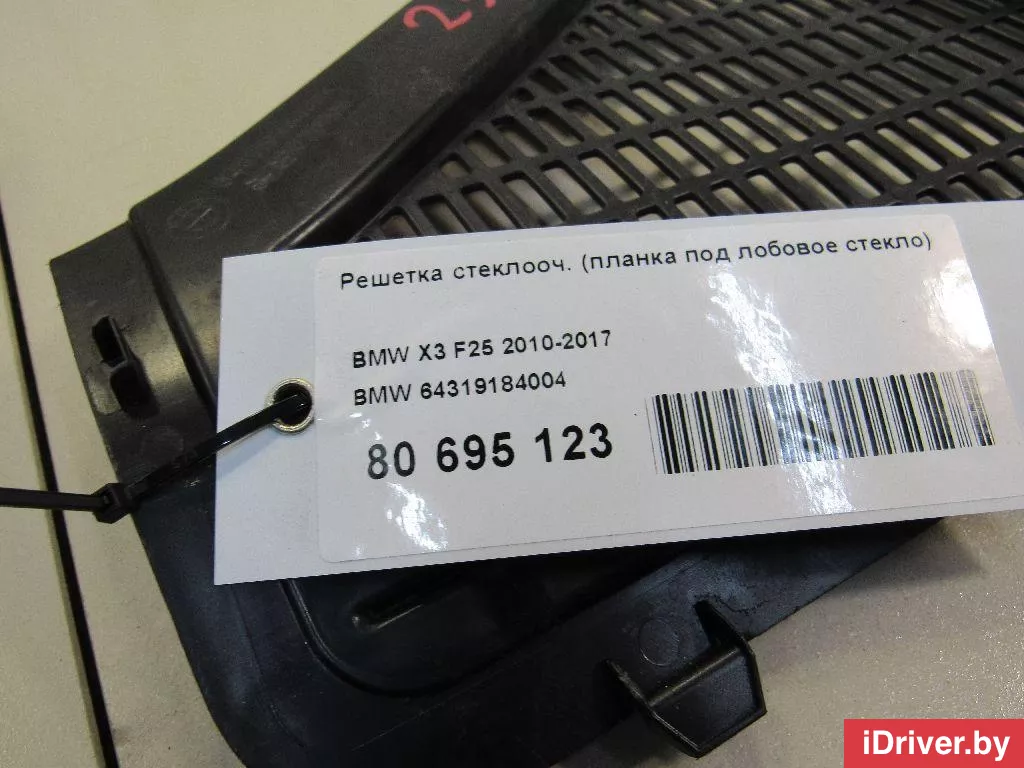 Решетка стеклооч. (планка под лобовое стекло)
BMW X3 F25 2010-2017
BMW 64319184004
80 695 123
iDriver.by